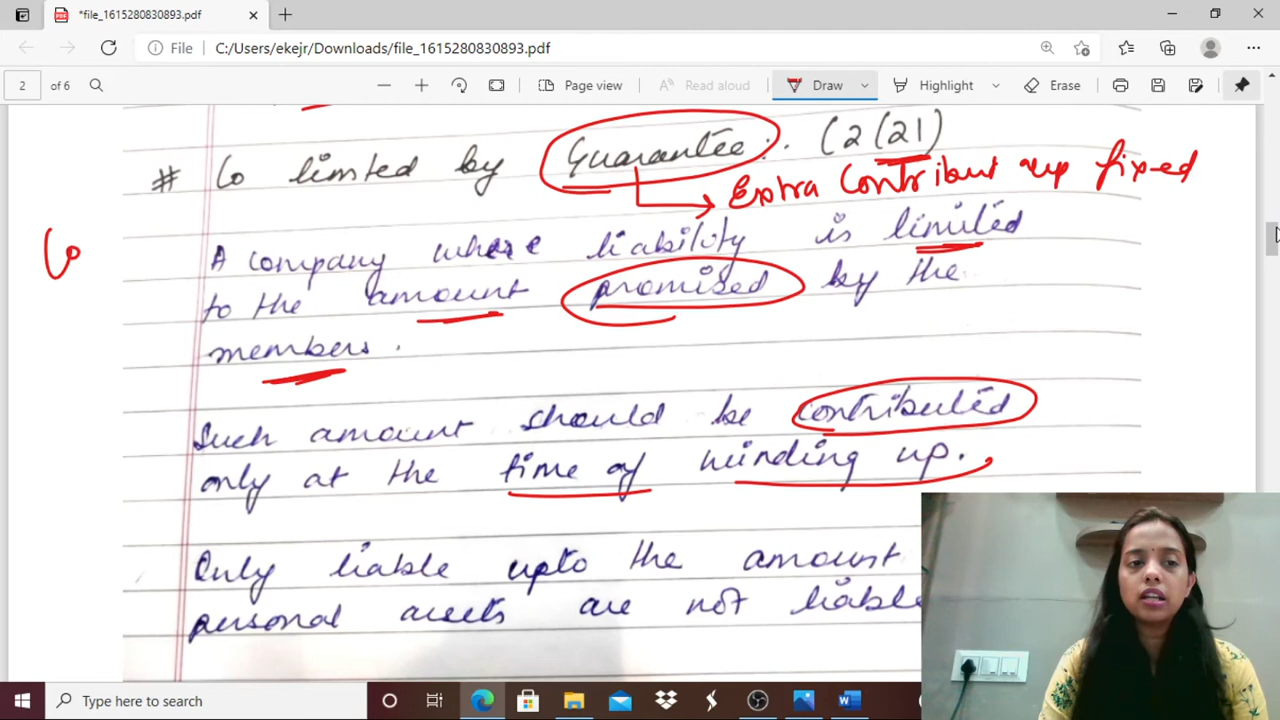 *file_1615280830893.pdf
File C:/Users/ekejr/Downloads/file_1615280830893.pdf
2 of 6 Page view Read aloud Draw Highlight Erase
# Co limited by Guarantee:. (2(21)
Extra Contribut up fixed
Co
A company where liability is limited
to the amount promised by the
members.
Such amount should be contributed
only at the time of winding up.
Only liable upto the amount
personal assets are not liable
Type here to search